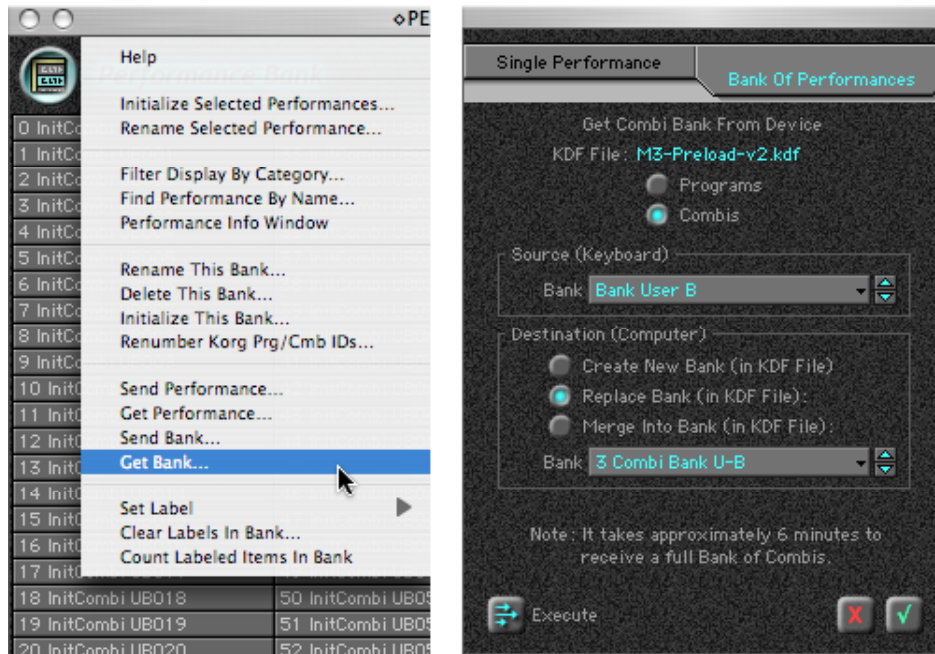 ◇PE
Performance Bank
Help
Initialize Selected Performances...
Rename Selected Performance...
Filter Display By Category...
Find Performance By Name...
Performance Info Window
Rename This Bank...
Delete This Bank...
Initialize This Bank...
Renumber Korg Prg/Cmb IDs...
Send Performance...
Get Performance...
Send Bank...
Get Bank...
Set Label
Clear Labels In Bank...
Count Labeled Items In Bank
0 InitCo
1 InitCo
2 InitCo
3 InitCo
4 InitCo
5 InitCo
6 InitCo
7 InitCo
8 InitCo
9 InitCo
10 InitC
11 InitC
12 InitC
13 InitC
14 InitC
15 InitC
16 InitC
17 InitC
18 InitCombi UB018 50 InitCombi UB05
19 InitCombi UB019 51 InitCombi UB05
20 InitCombi UB020 52 InitCombi UB05
Single Performance
Bank Of Performances
Get Combi Bank From Device
KDF File: M3-Preload-v2.kdf
Programs
Combis
Source (Keyboard)
Bank Bank User B
Destination (Computer)
Create New Bank (in KDF File)
Replace Bank (in KDF File):
Merge Into Bank (in KDF File):
Bank 3 Combi Bank U-B
Note: It takes approximately 6 minutes to
receive a full Bank of Combis.
Execute
X √